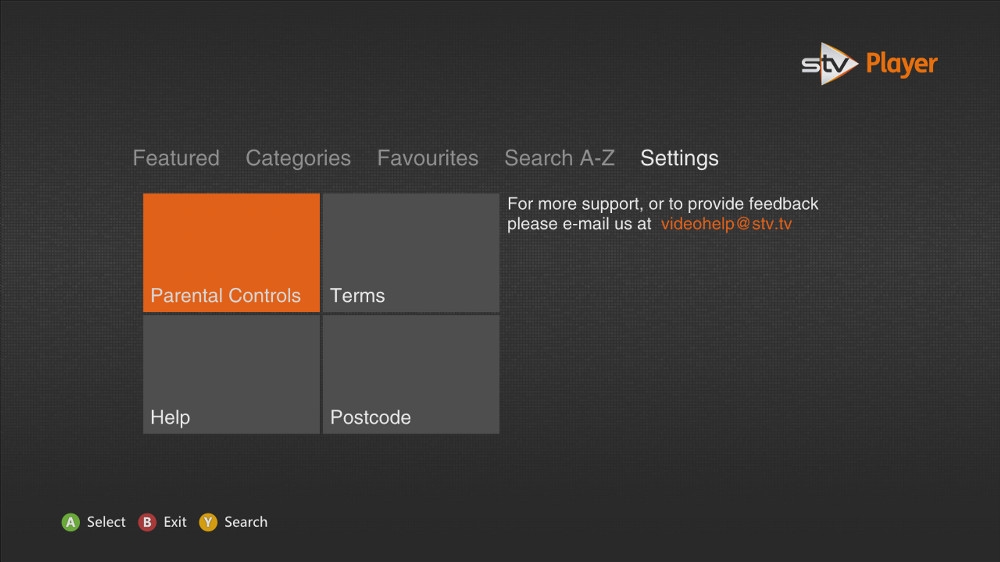 stv Player
Featured Categories Favourites Search A-Z Settings
For more support, or to provide feedback
please e-mail us at videohelp@stv.tv
Parental Controls Terms
Help Postcode
A Select B Exit Y Search